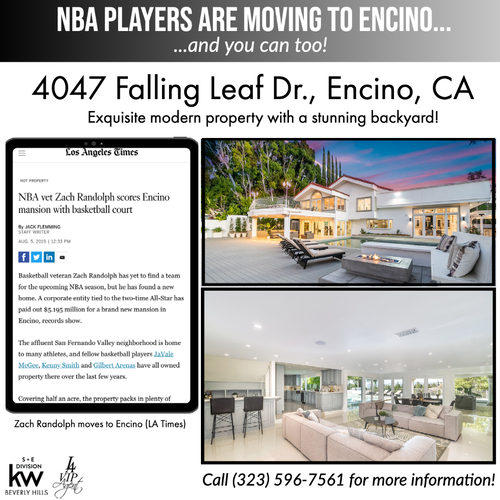 NBA PLAYERS ARE MOVING TO ENCINO...
...and you can too!
4047 Falling Leaf Dr., Encino, CA
Exquisite modern property with a stunning backyard!
Los Angeles Times
HOT PROPERTY
NBA vet Zach Randolph scores Encino
mansion with basketball court
By JACK FLEMMING
STAFF WRITER
AUG. 5, 2019 | 12:33 PM
Basketball veteran Zach Randolph has yet to find a team
for the upcoming NBA season, but he has found a new
home. A corporate entity tied to the two-time All-Star has
paid out $5.195 million for a brand new mansion in
Encino, records show.
The affluent San Fernando Valley neighborhood is home
to many athletes, and fellow basketball players JaVale
McGee, Kenny Smith and Gilbert Arenas have all owned
property there over the last few years.
Covering half an acre, the property packs in plenty of
Zach Randolph moves to Encino (LA Times)
S+E
DIVISION
kw
BEVERLY HILLS
LA
VIP
Agent
Call (323) 596-7561 for more information!